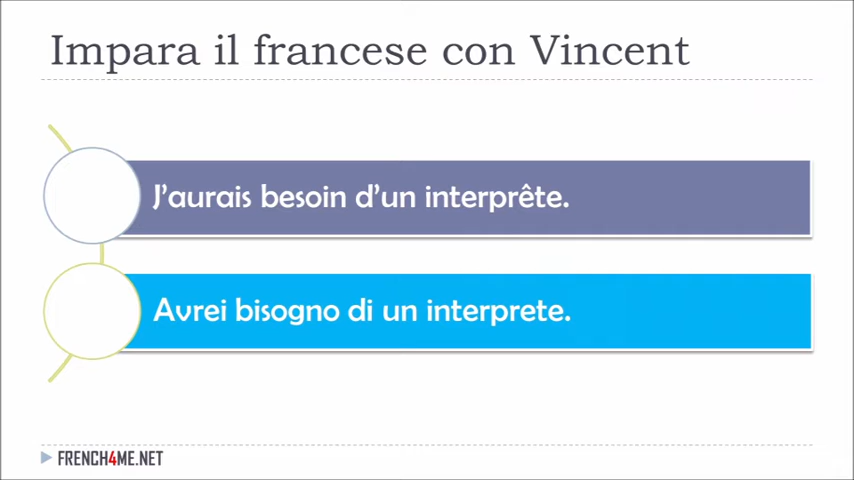 Impara il francese con Vincent
J'aurais besoin d'un interprête.
Avrei bisogno di un interprete.
FRENCH4ME.NET